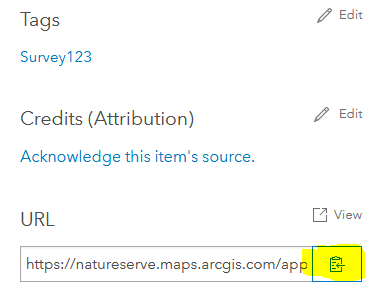 Tags Edit
Survey123
Credits (Attribution) Edit
Acknowledge this item's source.
URL View
https://natureserve.maps.arcgis.com/app